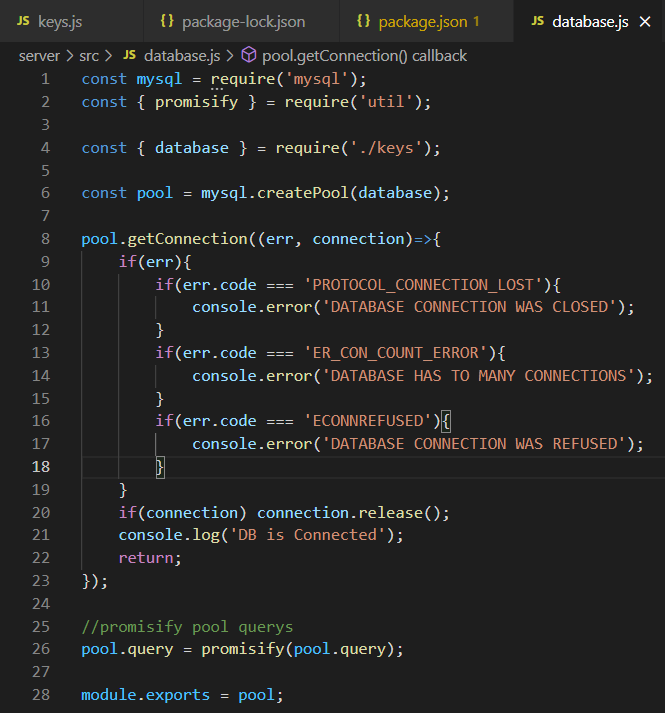 JS keys.js {} package-lock.json {} package.json 1 JS database.js ×
server > src > JS database.js > pool.getConnection() callback
1 const mysql = require('mysql');
2 const { promisify } = require('util');
3
4 const { database } = require('./keys');
5
6 const pool = mysql.createPool(database);
7
8 pool.getConnection((err, connection)=>{
9     if(err){
10         if(err.code === 'PROTOCOL_CONNECTION_LOST'){
11             console.error('DATABASE CONNECTION WAS CLOSED');
12         }
13         if(err.code === 'ER_CON_COUNT_ERROR'){
14             console.error('DATABASE HAS TO MANY CONNECTIONS');
15         }
16         if(err.code === 'ECONNREFUSED'){
17             console.error('DATABASE CONNECTION WAS REFUSED');
18         }
19     }
20     if(connection) connection.release();
21     console.log('DB is Connected');
22     return;
23 });
24
25 //promisify pool querys
26 pool.query = promisify(pool.query);
27
28 module.exports = pool;